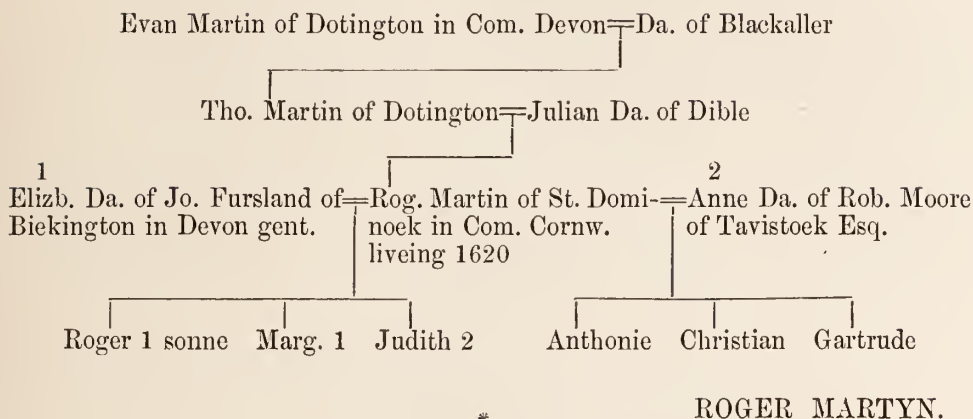 Evan Martin of Dotington in Com. Devon=Da. of Blackaller
Tho. Martin of Dotington=Julian Da. of Dible
1
Elizb. Da. of Jo. Fursland of=Rog. Martin of St. Domi-=Anne Da. of Rob. Moore
2
Biekington in Devon gent.
noek in Com. Cornw.
of Tavistoek Esq.
liveing 1620
Roger 1 sonne Marg. 1 Judith 2 Anthonie Christian Gartrude
ROGER MARTYN.